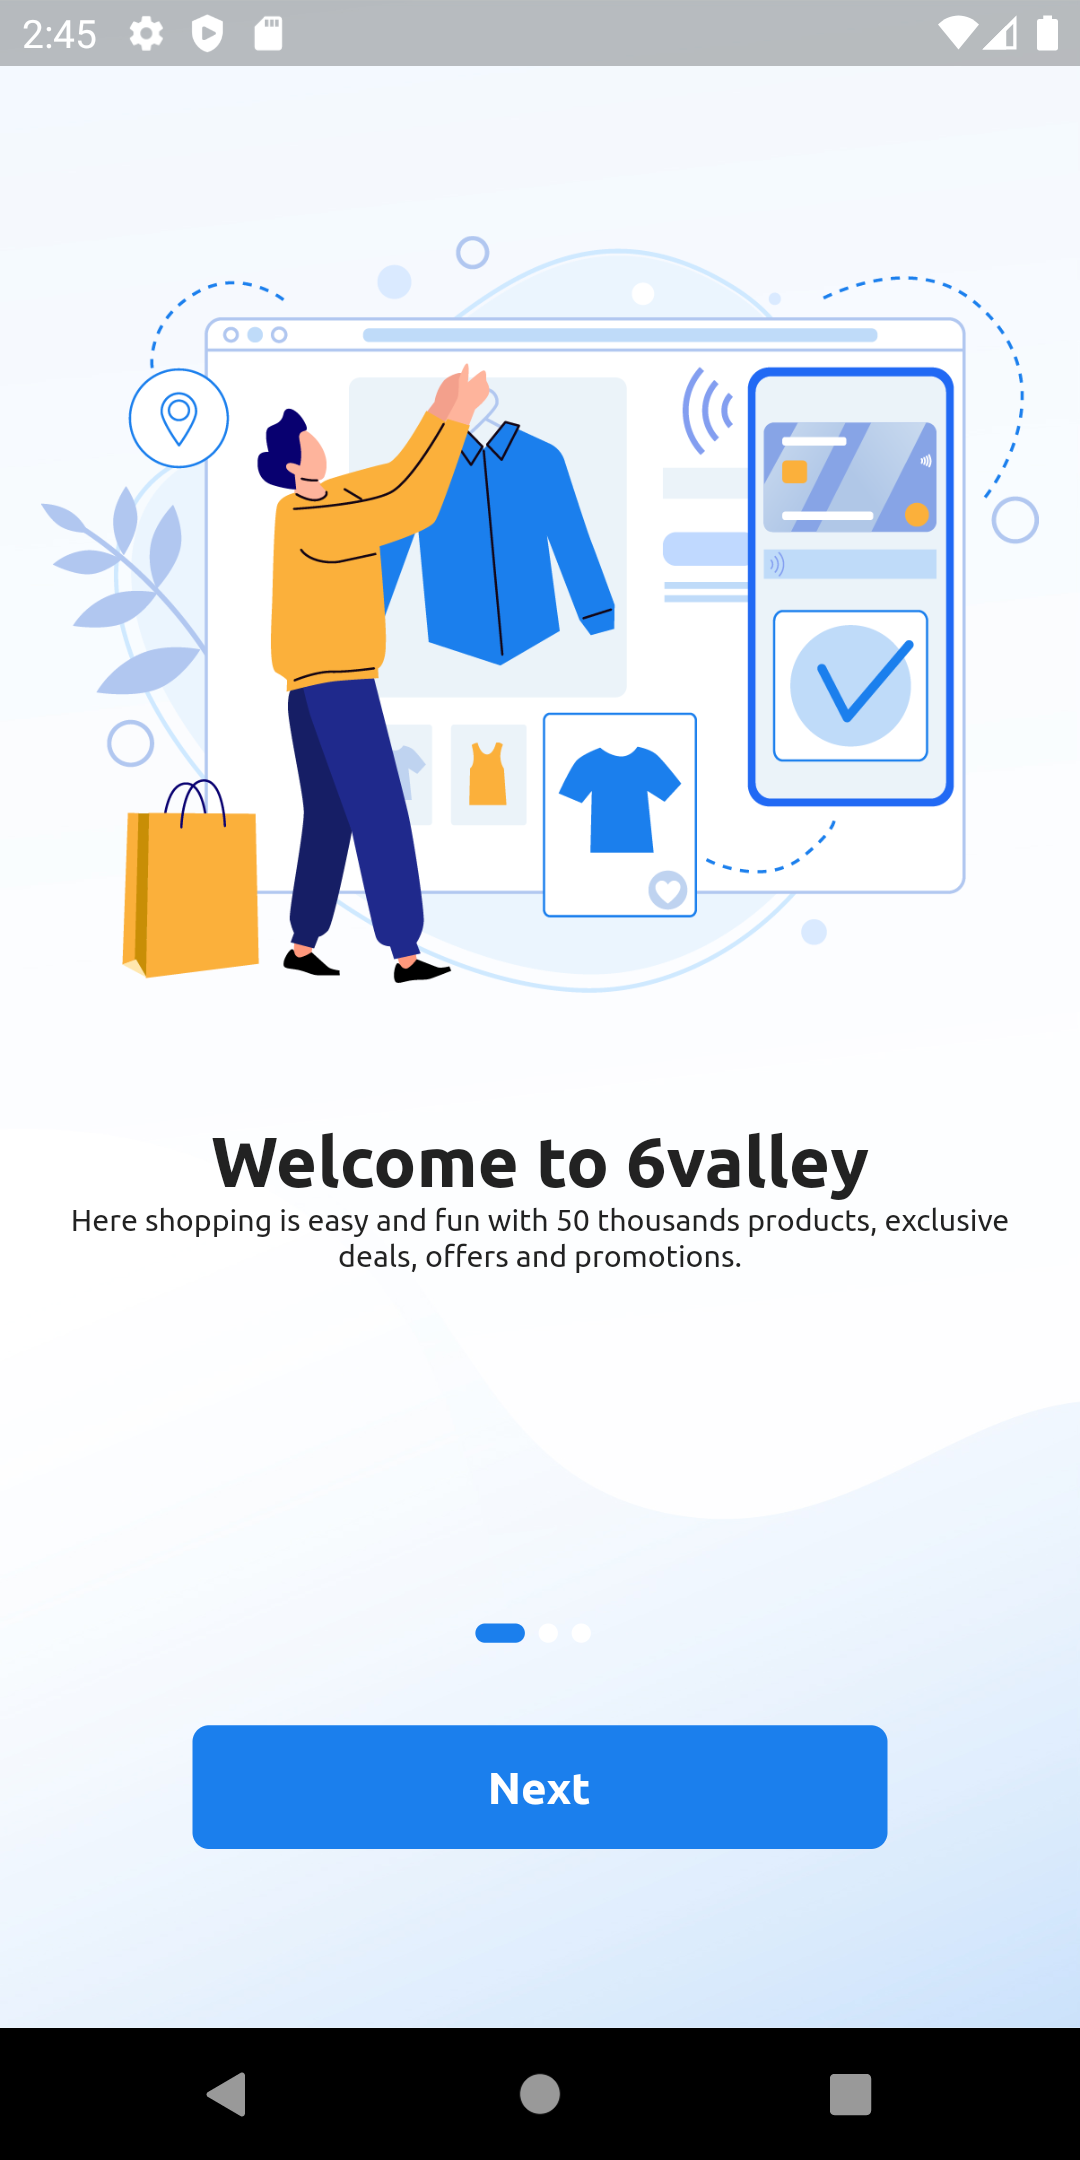 2:45
Welcome to 6valley
Here shopping is easy and fun with 50 thousands products, exclusive
deals, offers and promotions.
Next